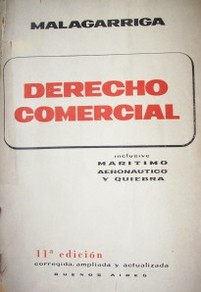 MALAGARRIGA
DERECHO
COMERCIAL
inclusive
MARITIMO
AERONAUTICO
Y QUIEBRA
11ª edición
corregida, ampliada y actualizada
BUENOS AIRES